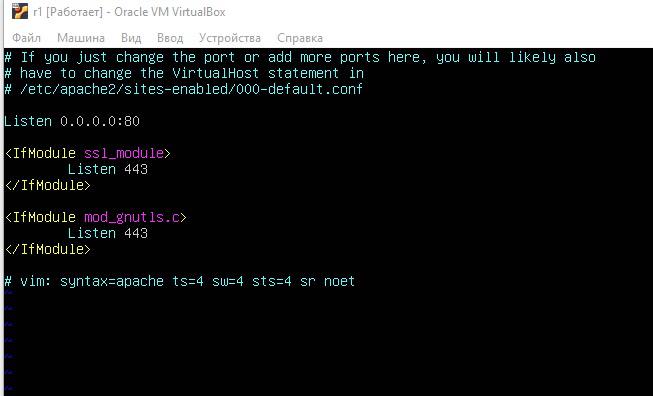 r1 [Работает] - Oracle VM VirtualBox
Файл Машина Вид Ввод Устройства Справка
# If you just change the port or add more ports here, you will likely also
# have to change the VirtualHost statement in
# /etc/apache2/sites-enabled/000-default.conf
Listen 0.0.0.0:80
<IfModule ssl_module>
Listen 443
</IfModule>
<IfModule mod_gnutls.c>
Listen 443
</IfModule>
# vim: syntax=apache ts=4 sw=4 sts=4 sr noet
~
~
~
~
~
~
~